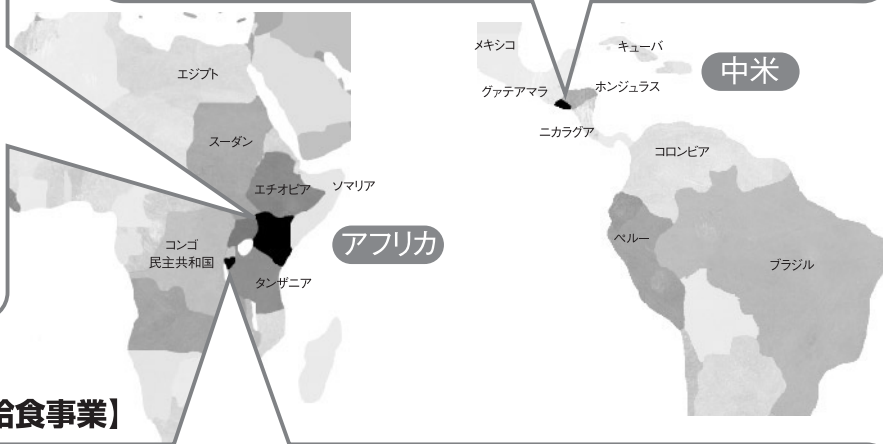 エジプト
スーダン
エチオピア
ソマリア
コンゴ
民主共和国
タンザニア
アフリカ
メキシコ
キューバ
グァテアマラ
ホンジュラス
ニカラグア
中米
コロンビア
ペルー
ブラジル
給食事業】